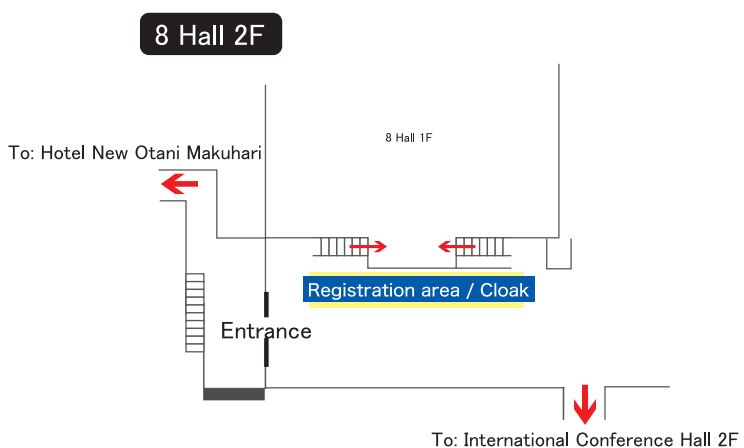 8 Hall 2F
8 Hall 1F
To: Hotel New Otani Makuhari
Registration area / Cloak
Entrance
To: International Conference Hall 2F